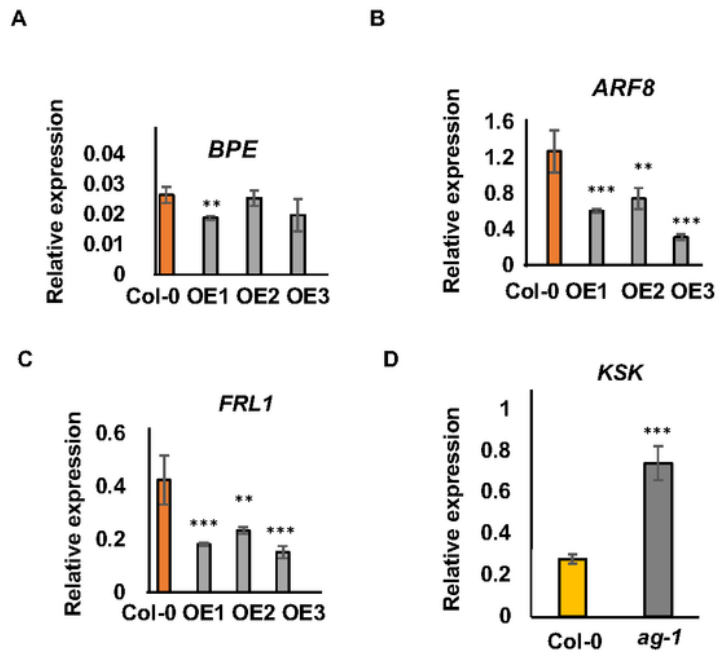 A
BPE
Relative expression
0.04
0.03
0.02
0.01
0
**
Col-0 OE1 OE2 OE3
B
ARF8
Relative expression
1.6
1.2
0.8
0.4
0
***
**
***
Col-0 OE1 OE2 OE3
C
FRL1
Relative expression
0.6
0.4
0.2
0
***
**
***
Col-0 OE1 OE2 OE3
D
KSK
Relative expression
1
0.8
0.6
0.4
0.2
0
***
Col-0 ag-1